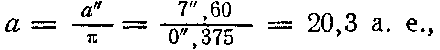 a = a″/π = 7″,60/0″,375 = 20,3 а. е.,